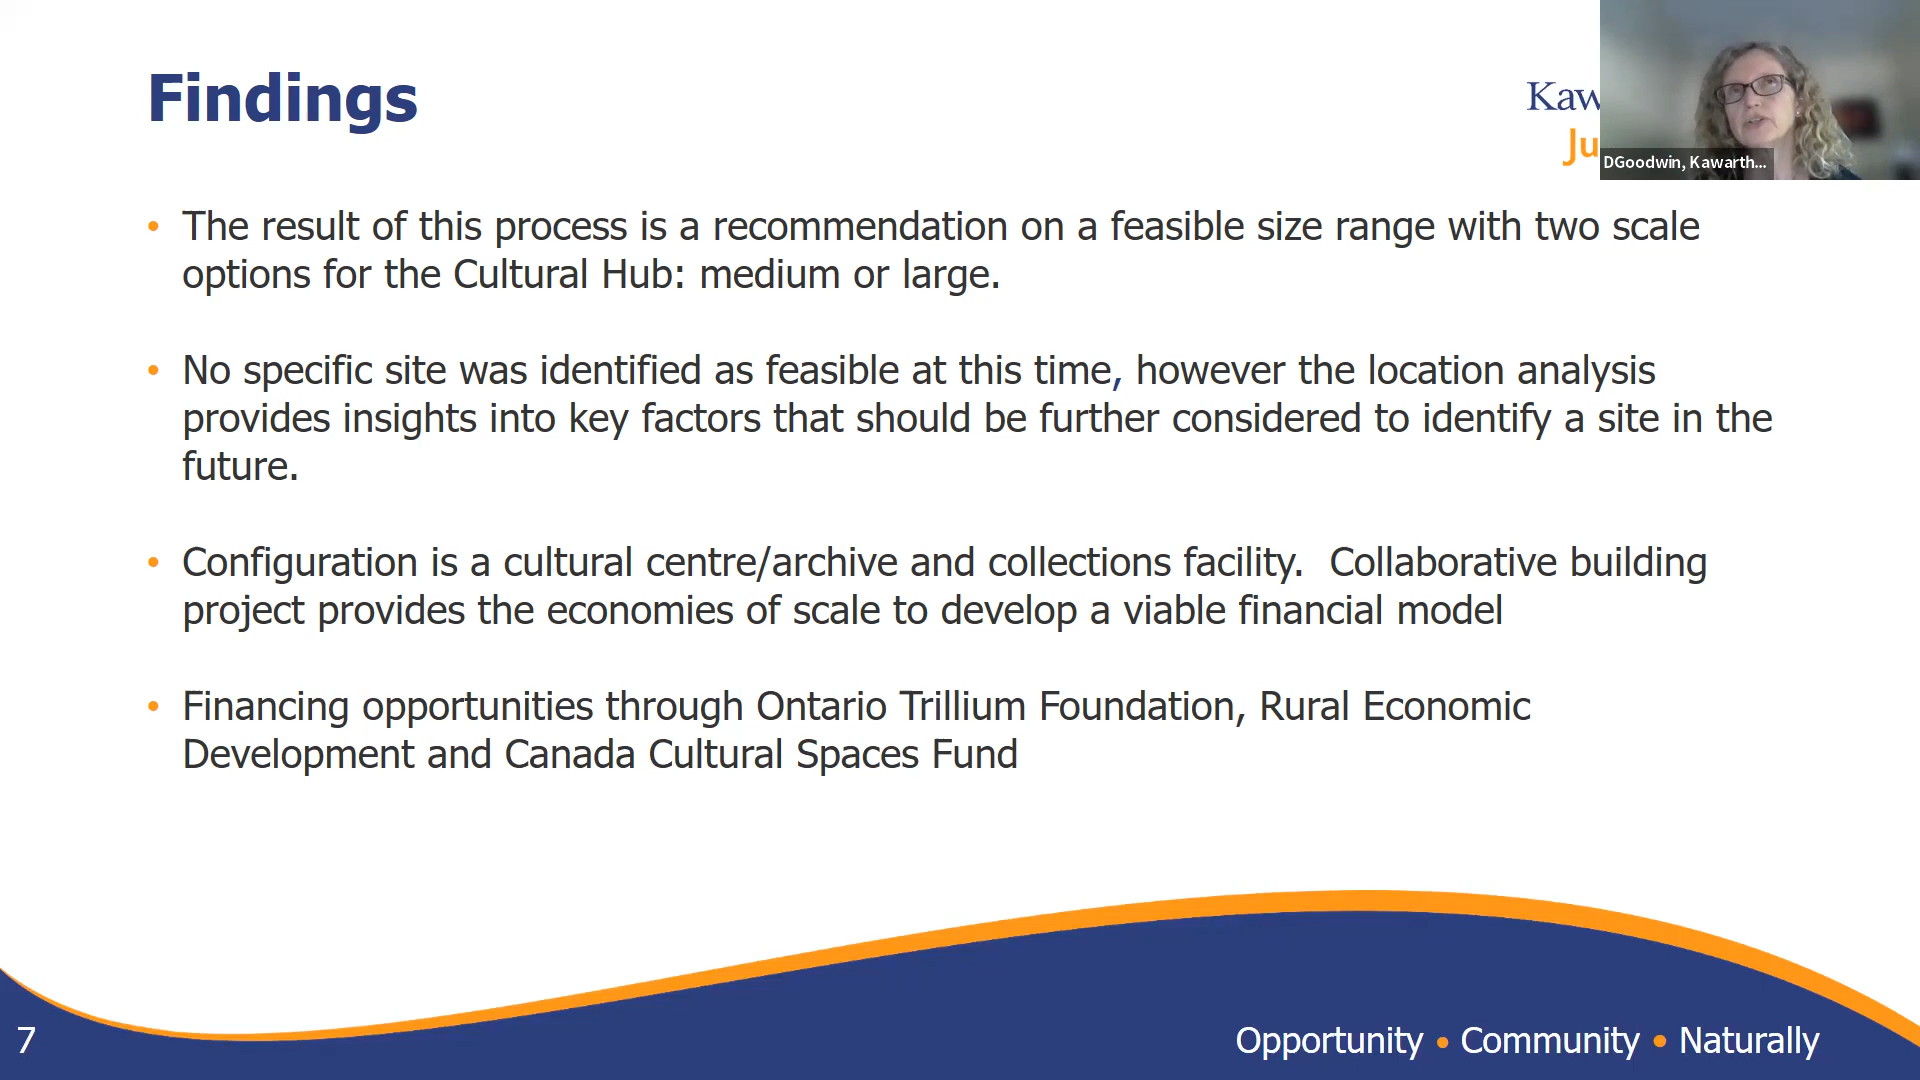 Findings
Kaw
Ju
DGoodwin, Kawarth...
• The result of this process is a recommendation on a feasible size range with two scale
options for the Cultural Hub: medium or large.
• No specific site was identified as feasible at this time, however the location analysis
provides insights into key factors that should be further considered to identify a site in the
future.
• Configuration is a cultural centre/archive and collections facility.  Collaborative building
project provides the economies of scale to develop a viable financial model
• Financing opportunities through Ontario Trillium Foundation, Rural Economic
Development and Canada Cultural Spaces Fund
7
Opportunity • Community • Naturally